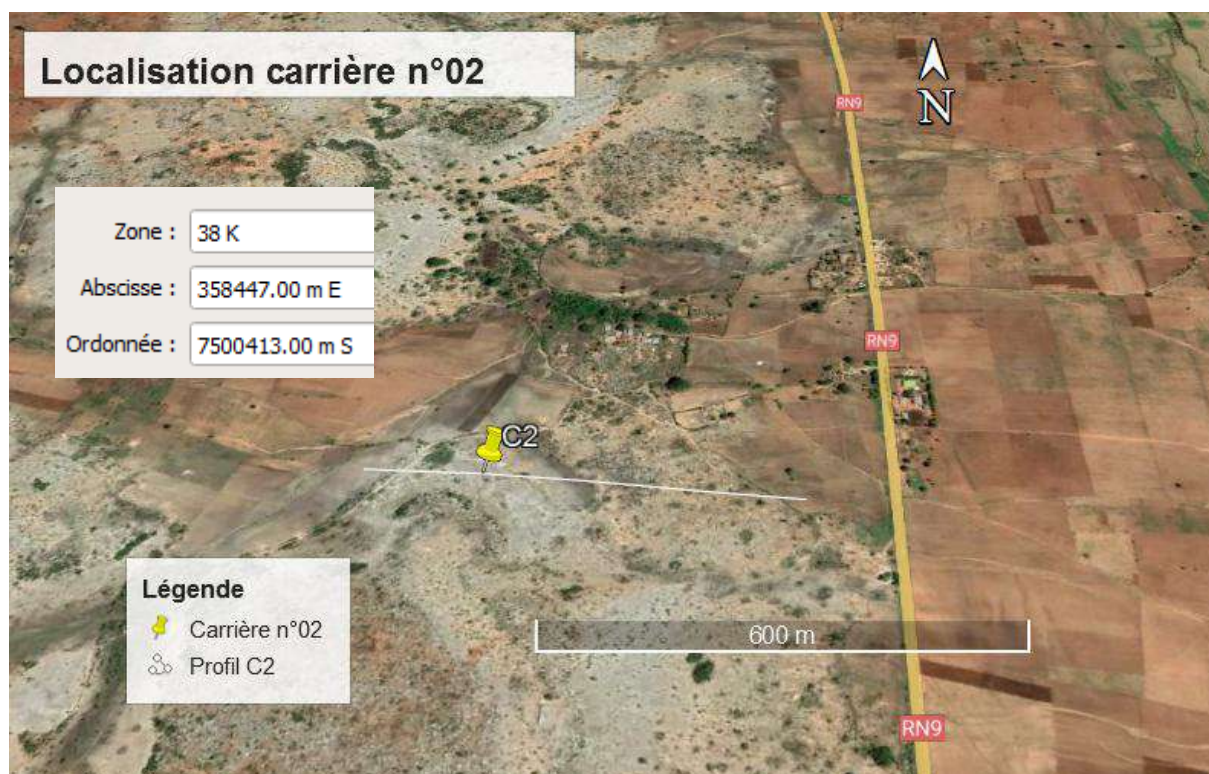 Localisation carrière n°02
RN9
N
Zone : 38 K
Abscisse : 358447.00 m E
Ordonnée : 7500413.00 m S
RN9
C2
Légende
Carrière n°02
Profil C2
600 m
RN9